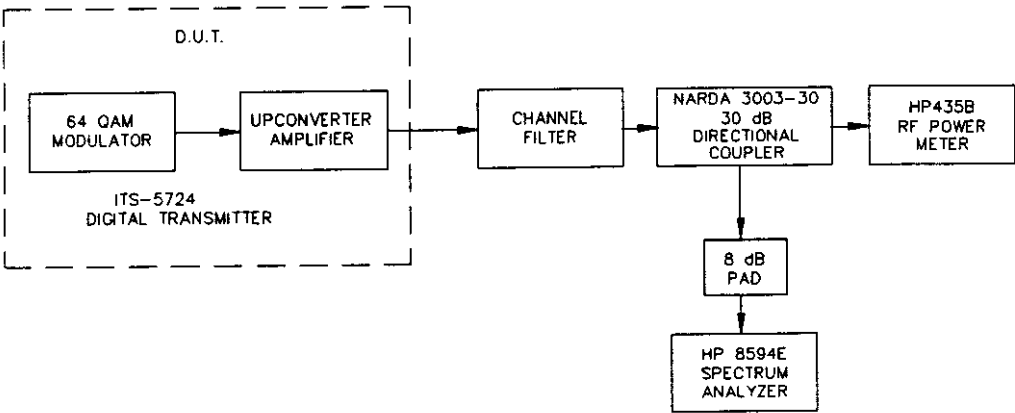 D.U.T.
64 QAM
MODULATOR
UPCONVERTER
AMPLIFIER
ITS-5724
DIGITAL TRANSMITTER
CHANNEL
FILTER
NARDA 3003-30
30 dB
DIRECTIONAL
COUPLER
HP435B
RF POWER
METER
8 dB
PAD
HP 8594E
SPECTRUM
ANALYZER